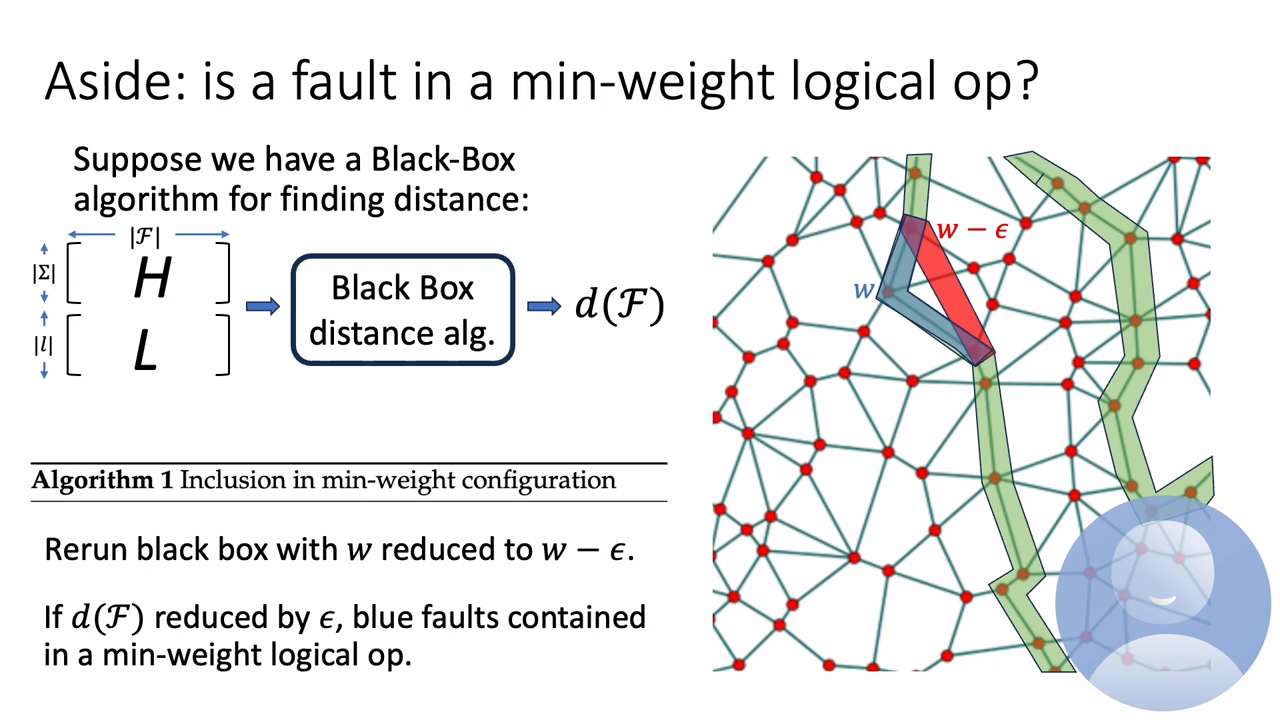 Aside: is a fault in a min-weight logical op?
Suppose we have a Black-Box
algorithm for finding distance:
|ℱ|
|Σ|
H
|l|
L
Black Box
distance alg.
d(ℱ)
w − ϵ
w
Algorithm 1 Inclusion in min-weight configuration
Rerun black box with w reduced to w − ϵ.
If d(ℱ) reduced by ϵ, blue faults contained
in a min-weight logical op.